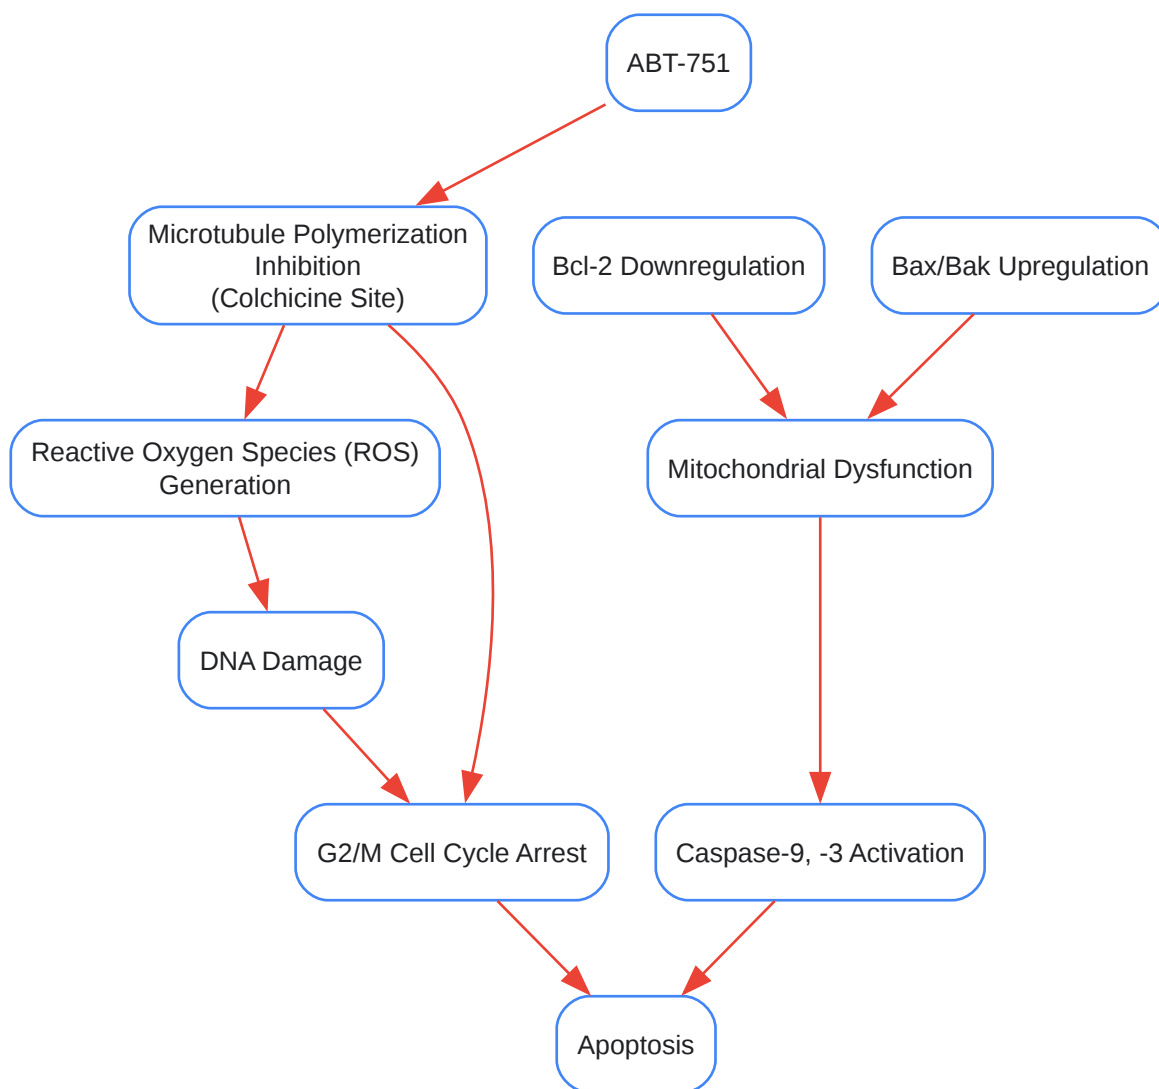 ABT-751
Microtubule Polymerization
Inhibition
(Colchicine Site)
Bcl-2 Downregulation
Bax/Bak Upregulation
Reactive Oxygen Species (ROS)
Generation
Mitochondrial Dysfunction
DNA Damage
G2/M Cell Cycle Arrest
Caspase-9, -3 Activation
Apoptosis